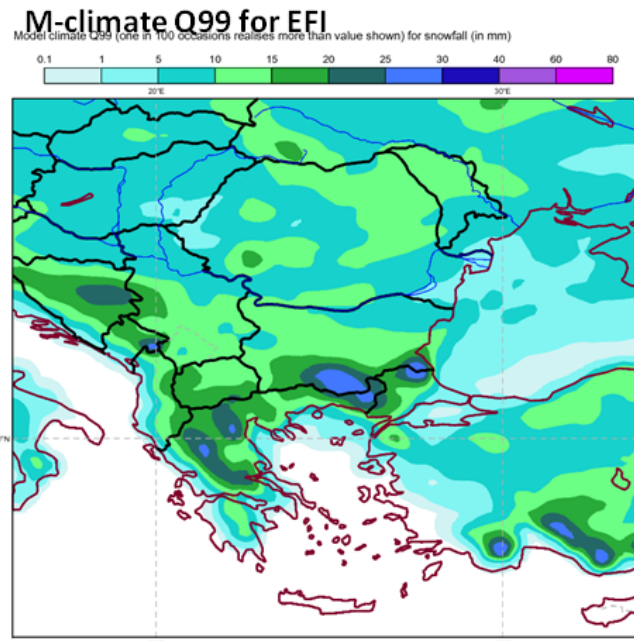 M-climate Q99 for EFI
Model climate Q99 (one in 100 occasions realises more than value shown) for snowfall (in mm)
0.1 1 5 10 15 20 25 30 40 50 60 80
20°E 30°E
°N